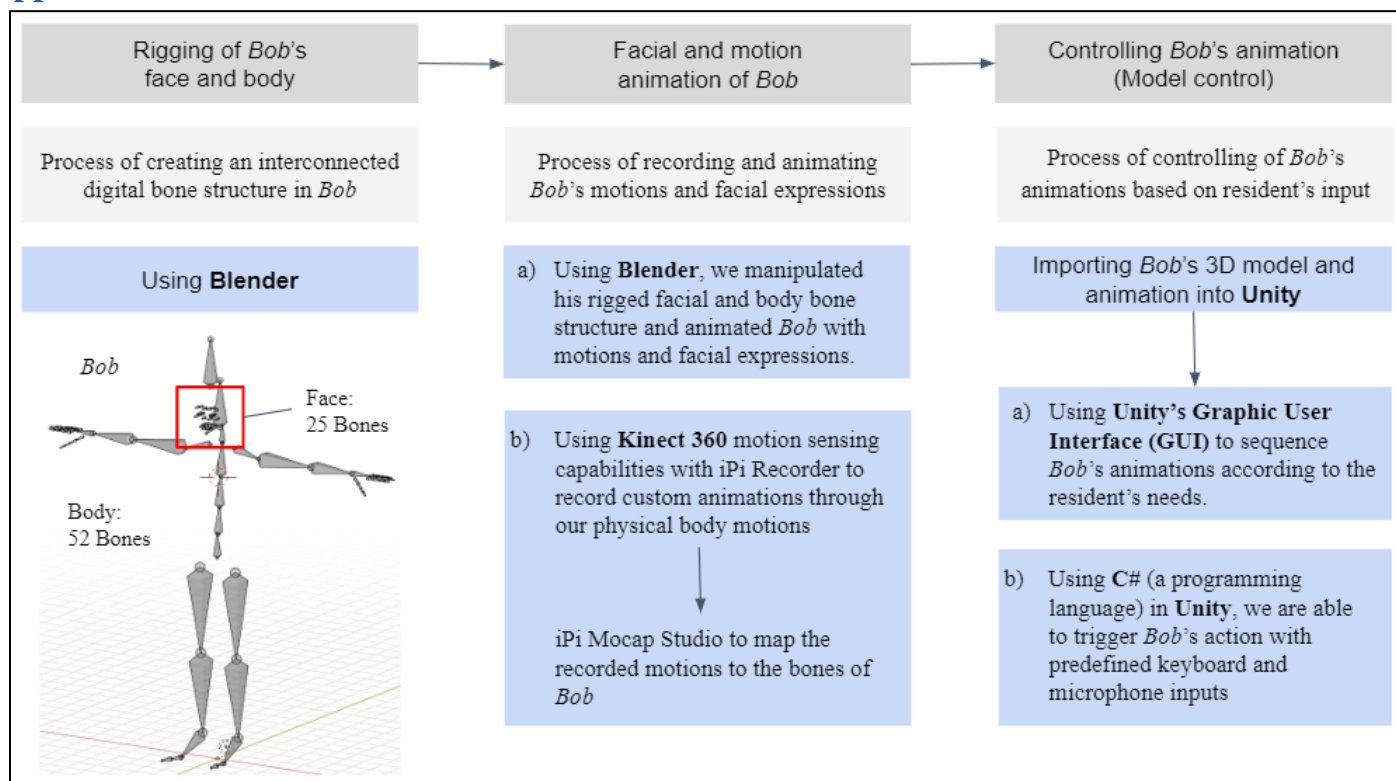 Rigging of Bob's
face and body
Facial and motion
animation of Bob
Controlling Bob's animation
(Model control)
Process of creating an interconnected
digital bone structure in Bob
Process of recording and animating
Bob's motions and facial expressions
Process of controlling of Bob's
animations based on resident's input
Using Blender
Bob
Face:
25 Bones
Body:
52 Bones
a) Using Blender, we manipulated
his rigged facial and body bone
structure and animated Bob with
motions and facial expressions.
b) Using Kinect 360 motion sensing
capabilities with iPi Recorder to
record custom animations through
our physical body motions
iPi Mocap Studio to map the
recorded motions to the bones of
Bob
Importing Bob's 3D model and
animation into Unity
a) Using Unity's Graphic User
Interface (GUI) to sequence
Bob's animations according to the
resident's needs.
b) Using C# (a programming
language) in Unity, we are able
to trigger Bob's action with
predefined keyboard and
microphone inputs